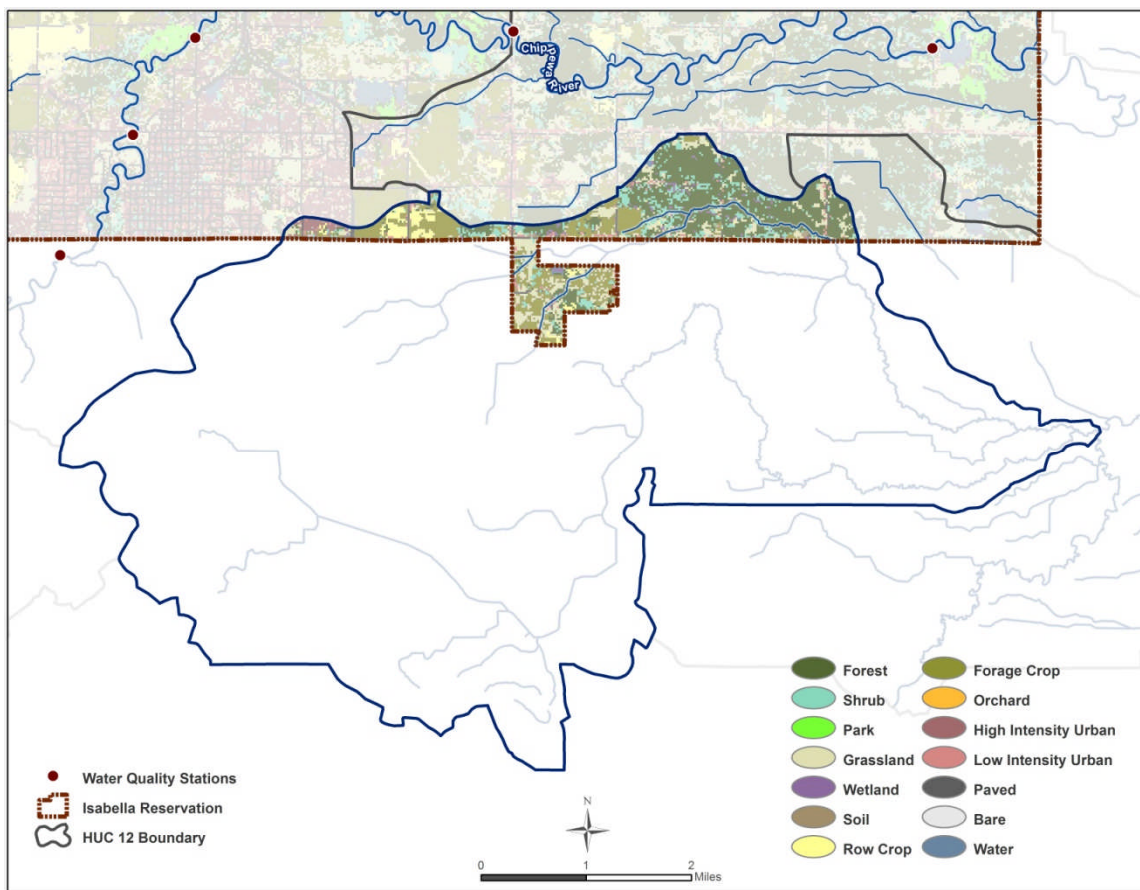 Chippewa River
Water Quality Stations
Isabella Reservation
HUC 12 Boundary
N
0 1 2
Miles
Forest
Shrub
Park
Grassland
Wetland
Soil
Row Crop
Forage Crop
Orchard
High Intensity Urban
Low Intensity Urban
Paved
Bare
Water